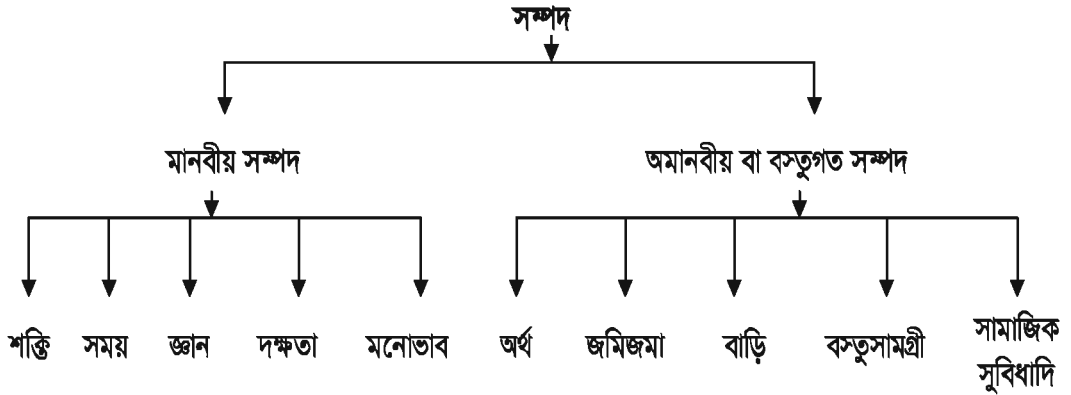 সম্পদ
মানবীয় সম্পদ
অমানবীয় বা বস্তুগত সম্পদ
শক্তি
সময়
জ্ঞান
দক্ষতা
মনোভাব
অর্থ
জমিজমা
বাড়ি
বস্তুসামগ্রী
সামাজিক
সুবিধাদি